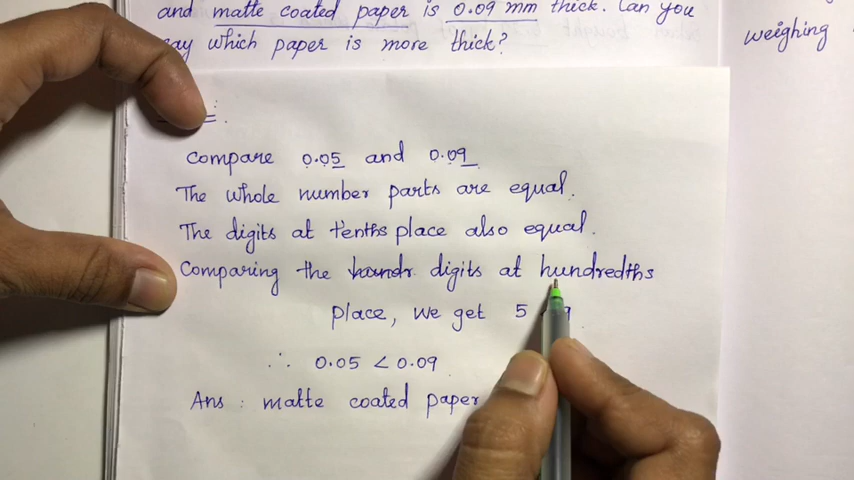 and matte coated paper is 0.09 mm thick. Can you
say which paper is more thick?
weighing
Compare 0.05 and 0.09
The whole number parts are equal.
The digits at tenths place also equal.
Comparing the digits at hundredths
place, we get 5 9
∴ 0.05 < 0.09
Ans : matte coated paper